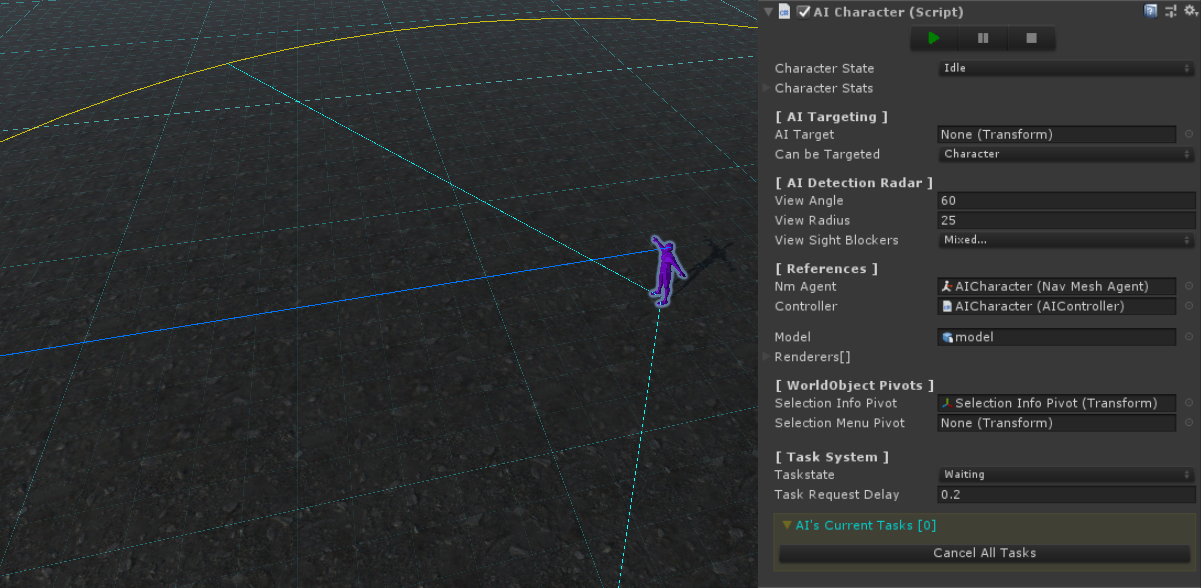 AI Character (Script)
Character State Idle
Character Stats
[ AI Targeting ]
AI Target None (Transform)
Can be Targeted Character
[ AI Detection Radar ]
View Angle 60
View Radius 25
View Sight Blockers Mixed...
[ References ]
Nm Agent AICharacter (Nav Mesh Agent)
Controller AICharacter (AIController)
Model model
Renderers[]
[ WorldObject Pivots ]
Selection Info Pivot Selection Info Pivot (Transform)
Selection Menu Pivot None (Transform)
[ Task System ]
Taskstate Waiting
Task Request Delay 0.2
AI's Current Tasks [0]
Cancel All Tasks